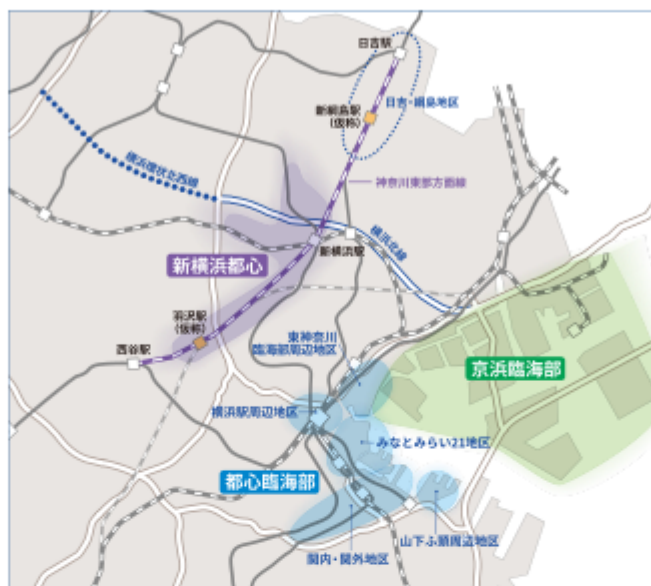 日吉駅
新綱島駅
(仮称)
日吉・綱島地区
横浜環状北西線
神奈川東部方面線
横浜北線
新横浜駅
新横浜都心
羽沢駅
(仮称)
西谷駅
東神奈川
臨海部周辺地区
京浜臨海部
横浜駅周辺地区
みなとみらい21地区
都心臨海部
山下ふ頭周辺地区
関内・関外地区